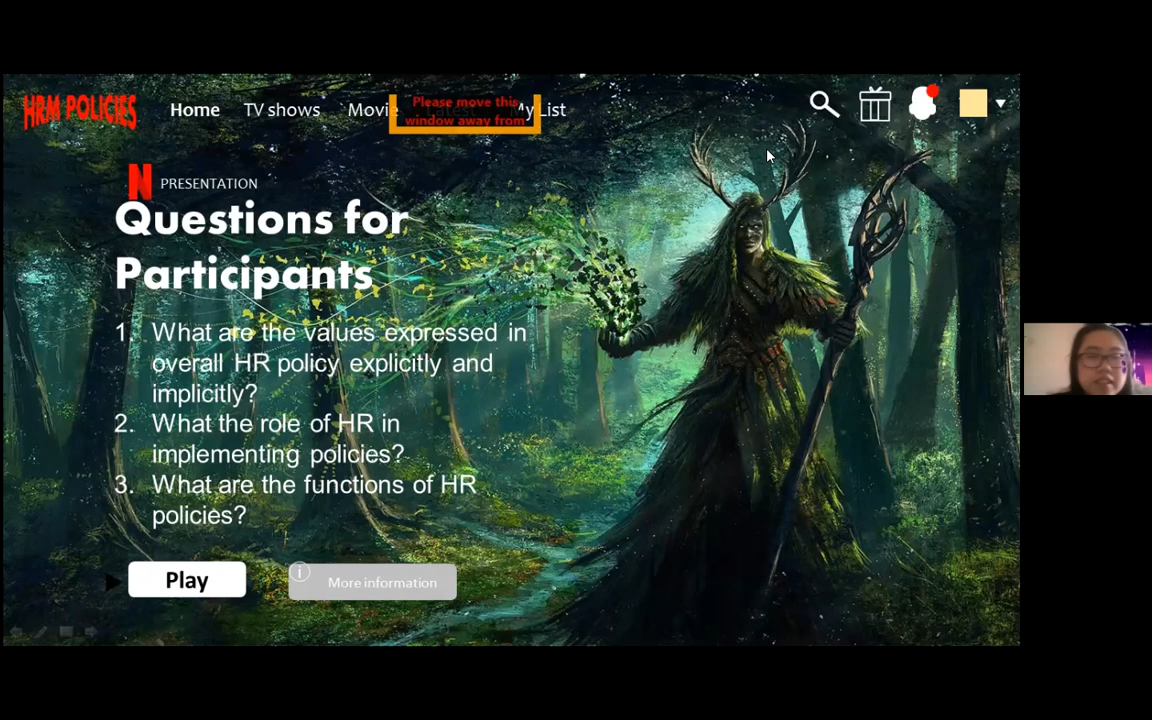 HRM POLICIES
Home TV shows Movie My List
Please move this
window away from
N PRESENTATION
Questions for
Participants
1. What are the values expressed in
overall HR policy explicitly and
implicitly?
2. What the role of HR in
implementing policies?
3. What are the functions of HR
policies?
Play
i More information